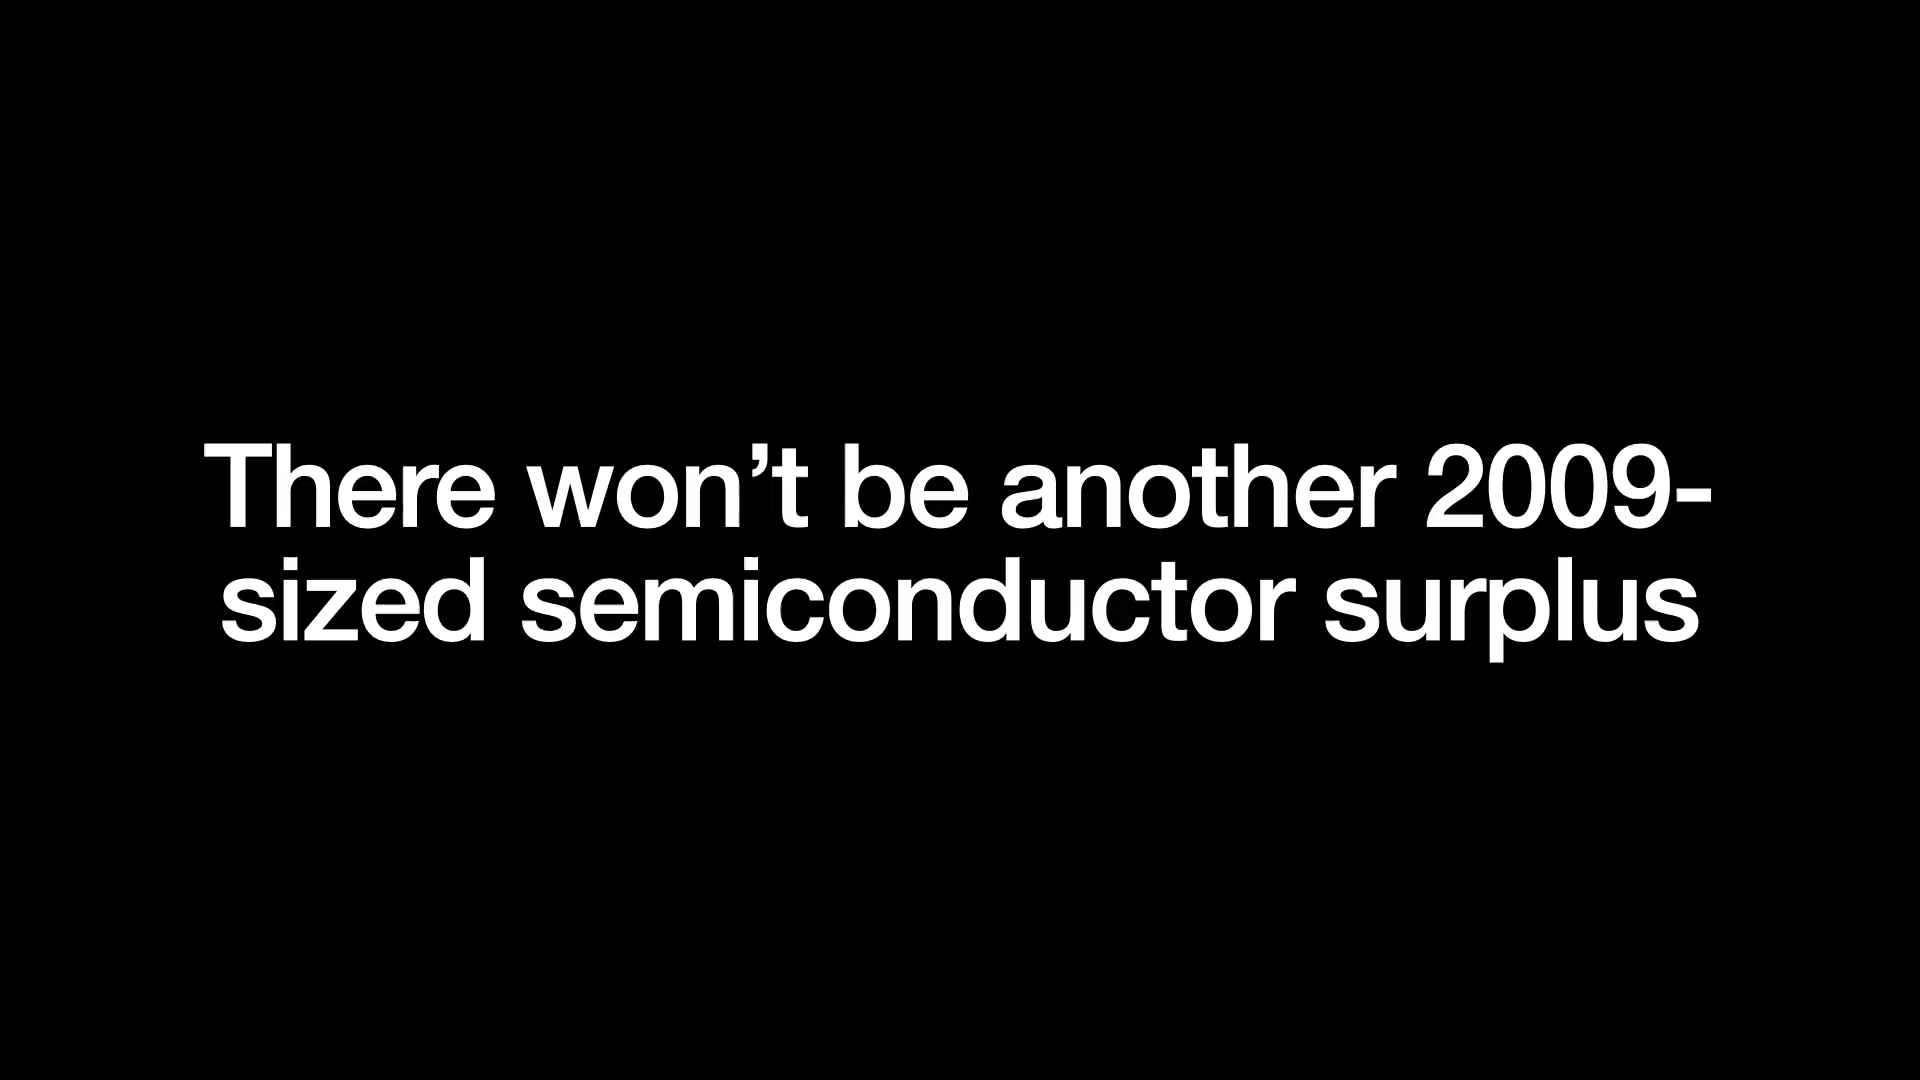 There won’t be another 2009-
sized semiconductor surplus